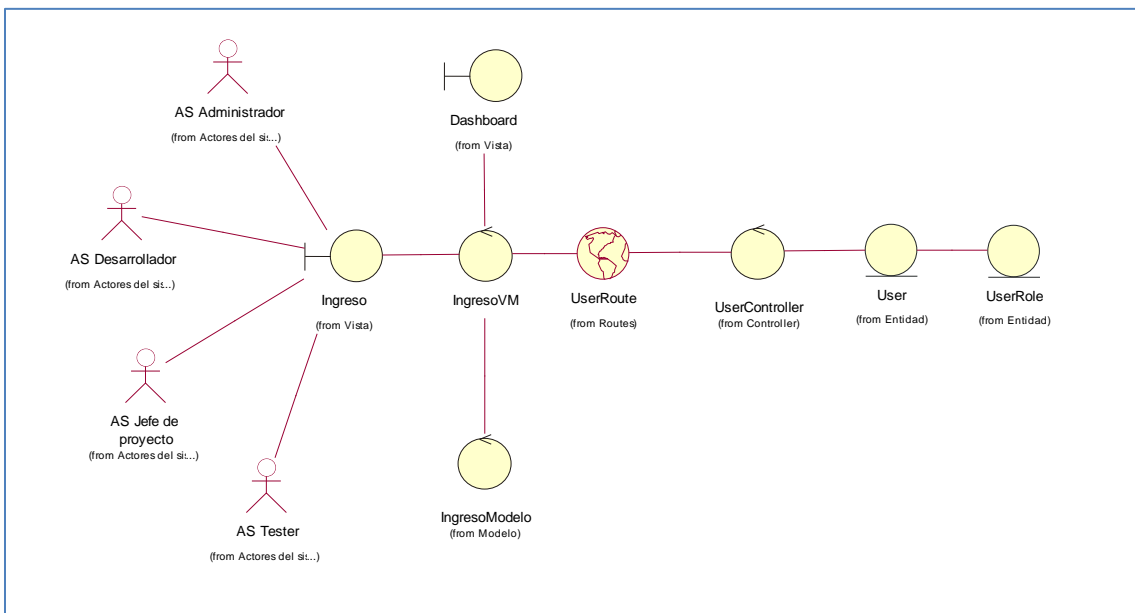 AS Administrador
(from Actores del si:...)
Dashboard
(from Vista)
AS Desarrollador
(from Actores del si:...)
Ingreso
(from Vista)
IngresoVM
UserRoute
(from Routes)
UserController
(from Controller)
User
(from Entidad)
UserRole
(from Entidad)
AS Jefe de
proyecto
(from Actores del si:...)
IngresoModelo
(from Modelo)
AS Tester
(from Actores del si:...)